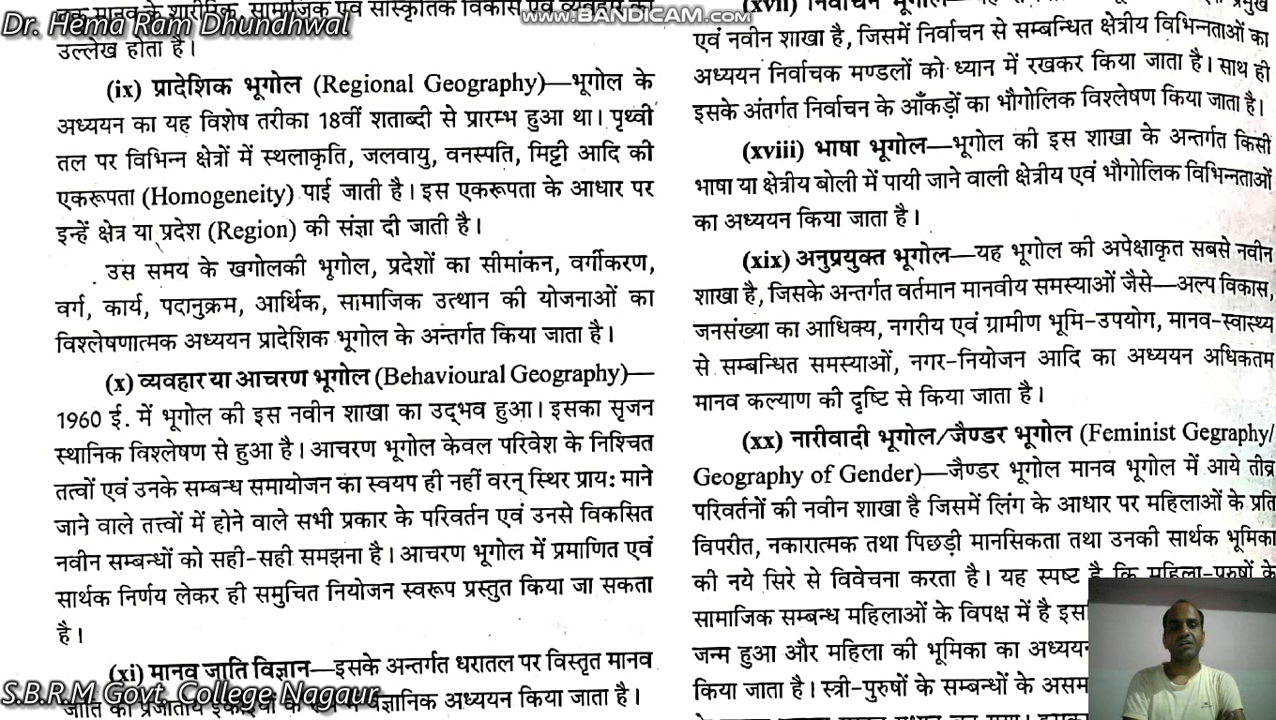 Dr. Hema Ram Dhundhwal
WWW.BANDICAM.COM
उल्लेख होता है।
(ix) प्रादेशिक भूगोल (Regional Geography)—भूगोल के
अध्ययन का यह विशेष तरीका 18वीं शताब्दी से प्रारम्भ हुआ था। पृथ्वी
तल पर विभिन्न क्षेत्रों में स्थलाकृति, जलवायु, वनस्पति, मिट्टी आदि की
एकरूपता (Homogeneity) पाई जाती है। इस एकरूपता के आधार पर
इन्हें क्षेत्र या प्रदेश (Region) की संज्ञा दी जाती है।
उस समय के खगोलकी भूगोल, प्रदेशों का सीमांकन, वर्गीकरण,
वर्ग, कार्य, पदानुक्रम, आर्थिक, सामाजिक उत्थान की योजनाओं का
विश्लेषणात्मक अध्ययन प्रादेशिक भूगोल के अन्तर्गत किया जाता है।
(x) व्यवहार या आचरण भूगोल (Behavioural Geography)—
1960 ई. में भूगोल की इस नवीन शाखा का उद्भव हुआ। इसका सृजन
स्थानिक विश्लेषण से हुआ है। आचरण भूगोल केवल परिवेश के निश्चित
तत्वों एवं उनके सम्बन्ध समायोजन का स्वयप ही नहीं वरन् स्थिर प्राय: माने
जाने वाले तत्त्वों में होने वाले सभी प्रकार के परिवर्तन एवं उनसे विकसित
नवीन सम्बन्धों को सही-सही समझना है। आचरण भूगोल में प्रमाणित एवं
सार्थक निर्णय लेकर ही समुचित नियोजन स्वरूप प्रस्तुत किया जा सकता
है।
(xi) मानव जाति विज्ञान—इसके अन्तर्गत धरातल पर विस्तृत मानव
अध्ययन किया जाता है।
S.B.R.M Govt. College Nagaur
(xvii) निर्वाचन भूगोल—
एवं नवीन शाखा है, जिसमें निर्वाचन से सम्बन्धित क्षेत्रीय विभिन्नताओं का
अध्ययन निर्वाचक मण्डलों को ध्यान में रखकर किया जाता है। साथ ही
इसके अंतर्गत निर्वाचन के आँकड़ों का भौगोलिक विश्लेषण किया जाता है।
(xviii) भाषा भूगोल—भूगोल की इस शाखा के अन्तर्गत किसी
भाषा या क्षेत्रीय बोली में पायी जाने वाली क्षेत्रीय एवं भौगोलिक विभिन्नताओं
का अध्ययन किया जाता है।
(xix) अनुप्रयुक्त भूगोल—यह भूगोल की अपेक्षाकृत सबसे नवीन
शाखा है, जिसके अन्तर्गत वर्तमान मानवीय समस्याओं जैसे—अल्प विकास,
जनसंख्या का आधिक्य, नगरीय एवं ग्रामीण भूमि-उपयोग, मानव-स्वास्थ्य
से सम्बन्धित समस्याओं, नगर-नियोजन आदि का अध्ययन अधिकतम
मानव कल्याण की दृष्टि से किया जाता है।
(xx) नारीवादी भूगोल/जैण्डर भूगोल (Feminist Gegraphy/
Geography of Gender)—जैण्डर भूगोल मानव भूगोल में आये तीव्र
परिवर्तनों की नवीन शाखा है जिसमें लिंग के आधार पर महिलाओं के प्रति
विपरीत, नकारात्मक तथा पिछड़ी मानसिकता तथा उनकी सार्थक भूमिका
की नये सिरे से विवेचना करता है। यह स्पष्ट है कि महिला-पुरुषों के
सामाजिक सम्बन्ध महिलाओं के विपक्ष में है
जन्म हुआ और महिला की भूमिका का
किया जाता है। स्त्री-पुरुषों के सम्बन्धों के